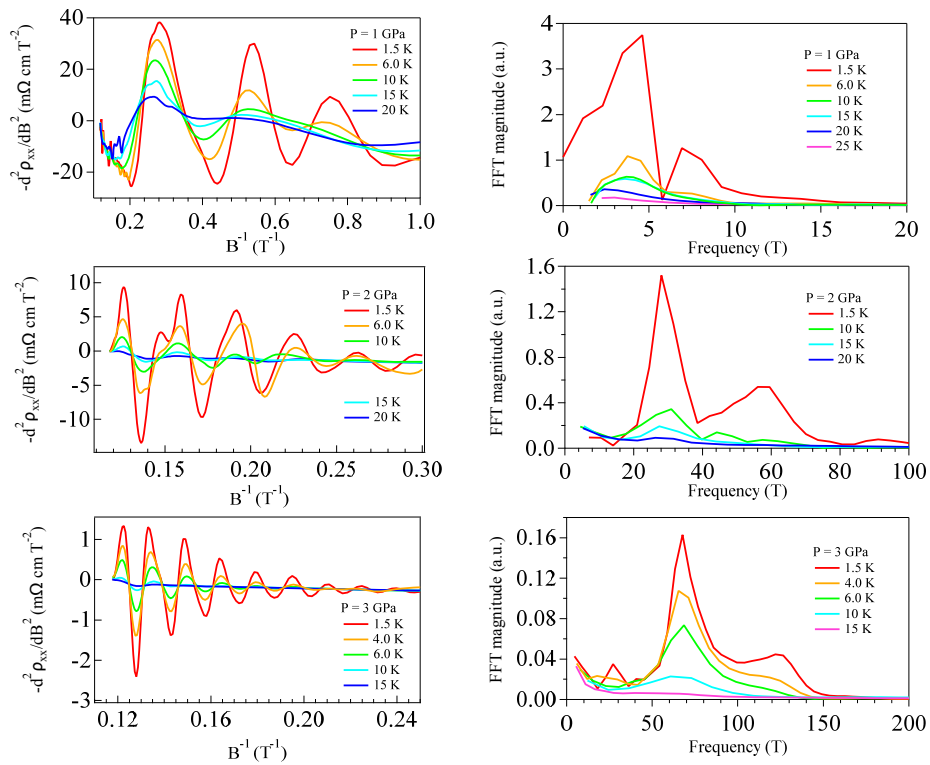 40
20
0
-20
0.2
0.4
0.6
0.8
1.0
-d²ρxx/dB² (mΩ cm T⁻²)
B⁻¹ (T⁻¹)
P = 1 GPa
1.5 K
6.0 K
10 K
15 K
20 K
4
3
2
1
0
0
5
10
15
20
FFT magnitude (a.u.)
Frequency (T)
P = 1 GPa
1.5 K
6.0 K
10 K
15 K
20 K
25 K
10
5
0
-5
-10
0.15
0.20
0.25
0.30
-d²ρxx/dB² (mΩ cm T⁻²)
B⁻¹ (T⁻¹)
P = 2 GPa
1.5 K
6.0 K
10 K
15 K
20 K
1.6
1.2
0.8
0.4
0.0
0
20
40
60
80
100
FFT magnitude (a.u.)
Frequency (T)
P = 2 GPa
1.5 K
10 K
15 K
20 K
1
0
-1
-2
-3
0.12
0.16
0.20
0.24
-d²ρxx/dB² (mΩ cm T⁻²)
B⁻¹ (T⁻¹)
P = 3 GPa
1.5 K
4.0 K
6.0 K
10 K
15 K
0.16
0.12
0.08
0.04
0.00
0
50
100
150
200
FFT magnitude (a.u.)
Frequency (T)
P = 3 GPa
1.5 K
4.0 K
6.0 K
10 K
15 K